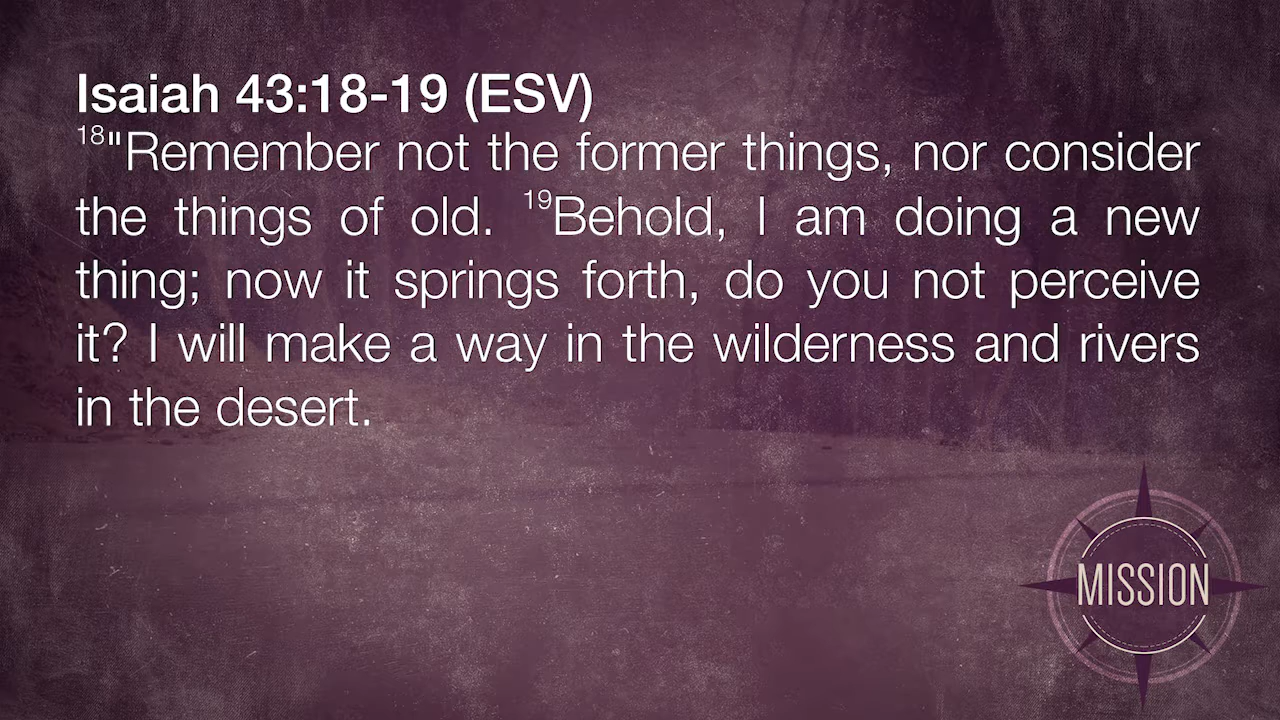 Isaiah 43:18-19 (ESV)
18"Remember not the former things, nor consider
the things of old. 19Behold, I am doing a new
thing; now it springs forth, do you not perceive
it? I will make a way in the wilderness and rivers
in the desert.
MISSION